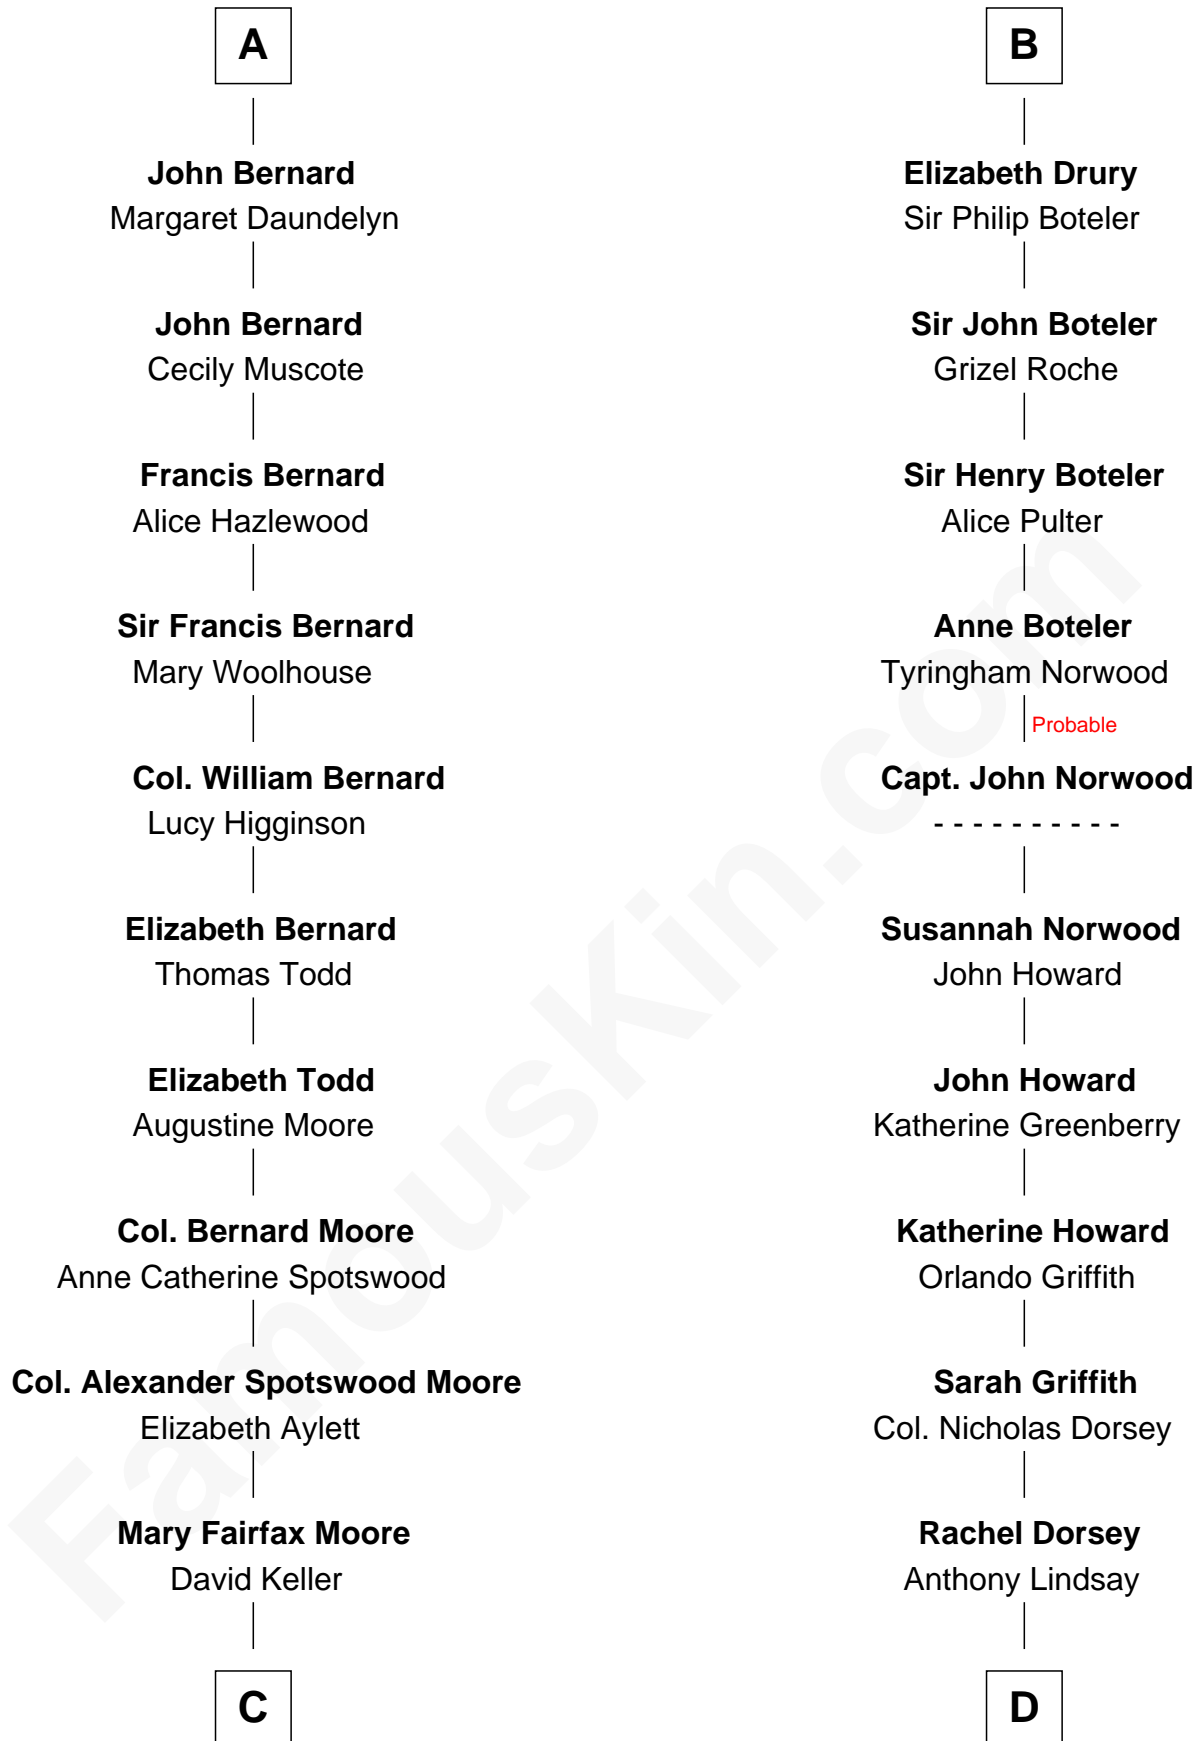 A
John Bernard
Margaret Daundelyn
John Bernard
Cecily Muscote
Francis Bernard
Alice Hazlewood
Sir Francis Bernard
Mary Woolhouse
Col. William Bernard
Lucy Higginson
Elizabeth Bernard
Thomas Todd
Elizabeth Todd
Augustine Moore
Col. Bernard Moore
Anne Catherine Spotswood
Col. Alexander Spotswood Moore
Elizabeth Aylett
Mary Fairfax Moore
David Keller
C
B
Elizabeth Drury
Sir Philip Boteler
Sir John Boteler
Grizel Roche
Sir Henry Boteler
Alice Pulter
Anne Boteler
Tyringham Norwood
Probable
Capt. John Norwood
- - - - - - - - - -
Susannah Norwood
John Howard
John Howard
Katherine Greenberry
Katherine Howard
Orlando Griffith
Sarah Griffith
Col. Nicholas Dorsey
Rachel Dorsey
Anthony Lindsay
D
FamousKin.com